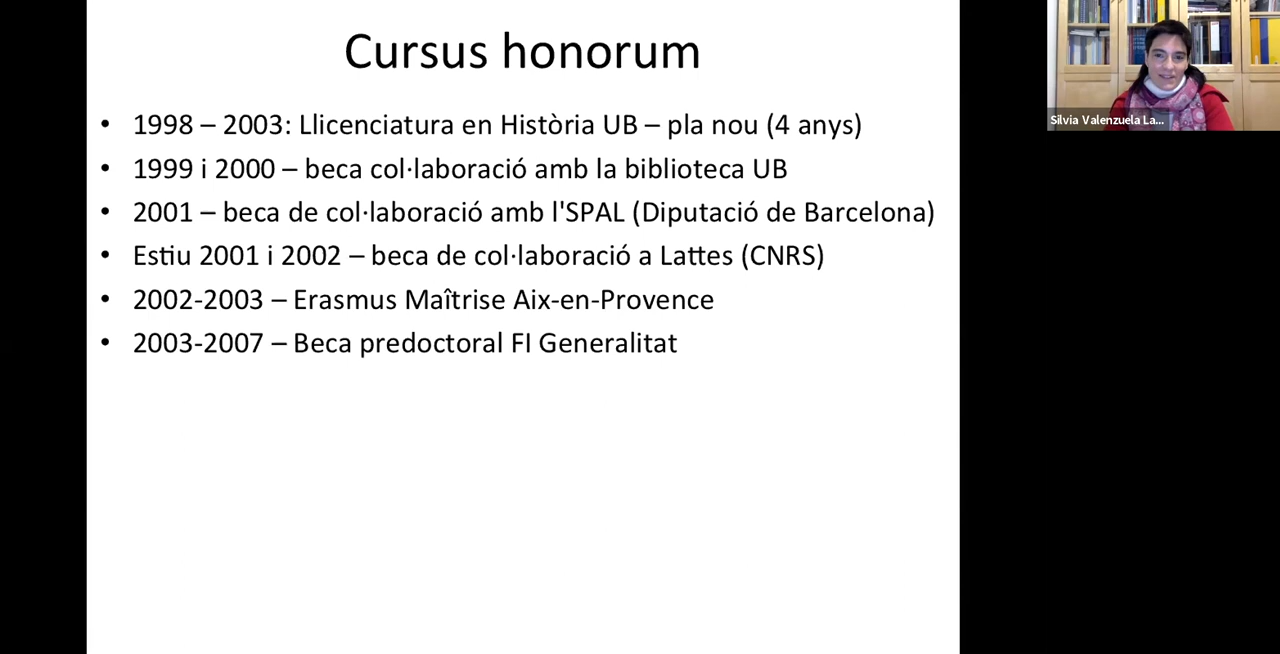 Cursus honorum
• 1998 – 2003: Llicenciatura en Història UB – pla nou (4 anys)
• 1999 i 2000 – beca col·laboració amb la biblioteca UB
• 2001 – beca de col·laboració amb l'SPAL (Diputació de Barcelona)
• Estiu 2001 i 2002 – beca de col·laboració a Lattes (CNRS)
• 2002-2003 – Erasmus Maîtrise Aix-en-Provence
• 2003-2007 – Beca predoctoral FI Generalitat
Silvia Valenzuela La...